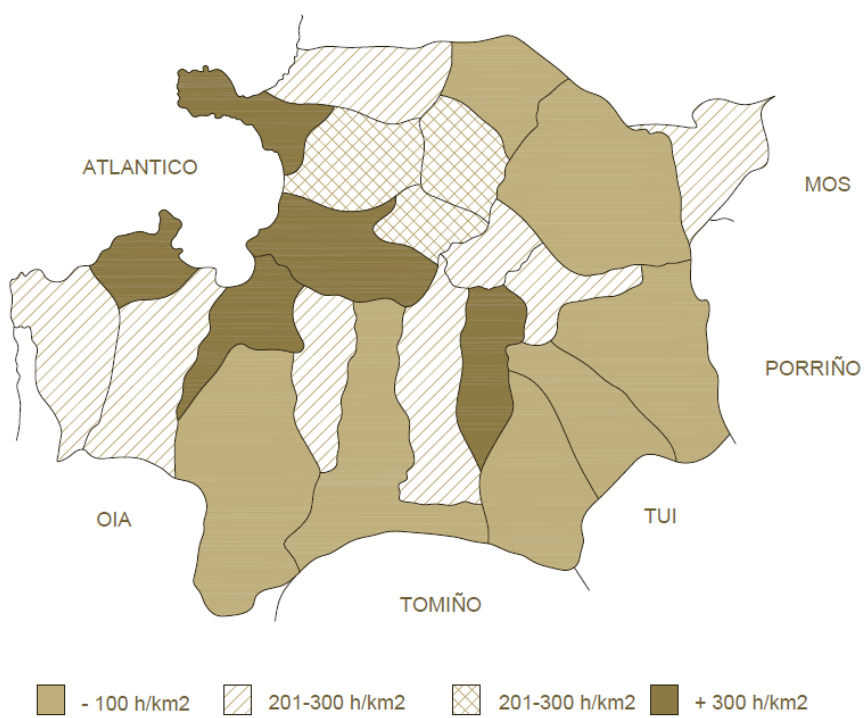 ATLANTICO
MOS
PORRIÑO
OIA
TUI
TOMIÑO
- 100 h/km2 201-300 h/km2 201-300 h/km2 + 300 h/km2